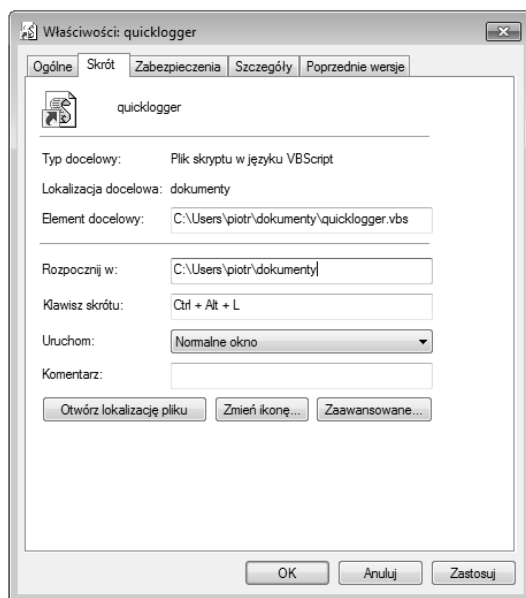 Właściwości: quicklogger
Ogólne Skrót Zabezpieczenia Szczegóły Poprzednie wersje
quicklogger
Typ docelowy: Plik skryptu w języku VBScript
Lokalizacja docelowa: dokumenty
Element docelowy: C:\Users\piotr\dokumenty\quicklogger.vbs
Rozpocznij w: C:\Users\piotr\dokumenty
Klawisz skrótu: Ctrl + Alt + L
Uruchom: Normalne okno
Komentarz:
Otwórz lokalizację pliku Zmień ikonę... Zaawansowane...
OK Anuluj Zastosuj